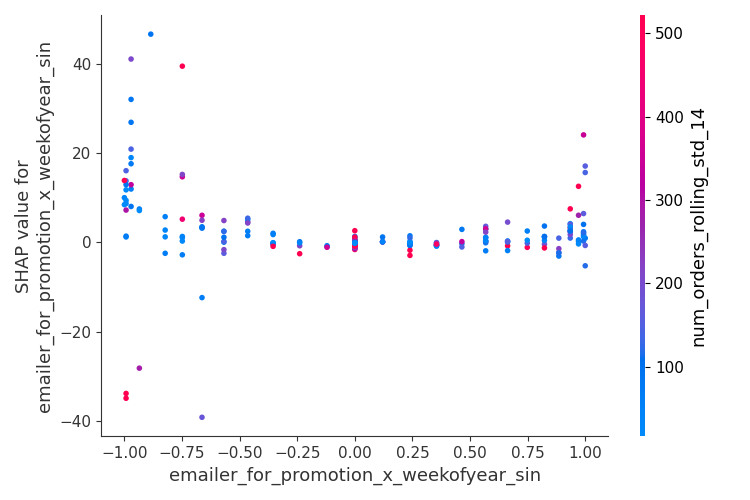 SHAP value for
emailer_for_promotion_x_weekofyear_sin
40
20
0
−20
−40
−1.00 −0.75 −0.50 −0.25 0.00 0.25 0.50 0.75 1.00
emailer_for_promotion_x_weekofyear_sin
500
400
300
200
100
num_orders_rolling_std_14